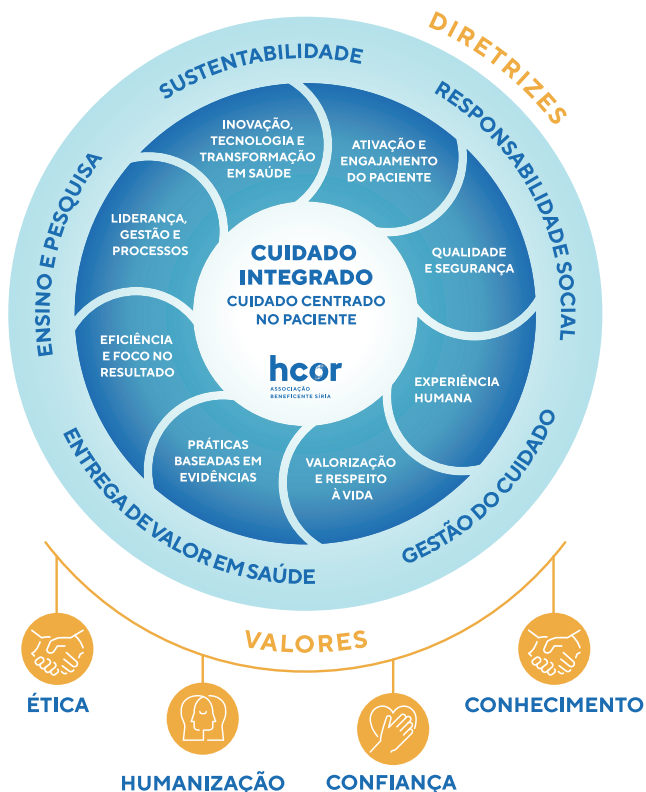 DIRETRIZES
SUSTENTABILIDADE
RESPONSABILIDADE SOCIAL
GESTÃO DO CUIDADO
ENTREGA DE VALOR EM SAÚDE
ENSINO E PESQUISA
INOVAÇÃO,
TECNOLOGIA E
TRANSFORMAÇÃO
EM SAÚDE
ATIVAÇÃO E
ENGAJAMENTO
DO PACIENTE
QUALIDADE
E SEGURANÇA
EXPERIÊNCIA
HUMANA
VALORIZAÇÃO
E RESPEITO
À VIDA
PRÁTICAS
BASEADAS EM
EVIDÊNCIAS
EFICIÊNCIA
E FOCO NO
RESULTADO
LIDERANÇA,
GESTÃO E
PROCESSOS
CUIDADO
INTEGRADO
CUIDADO CENTRADO
NO PACIENTE
hcor
ASSOCIAÇÃO
BENEFICENTE SÍRIA
VALORES
ÉTICA
HUMANIZAÇÃO
CONFIANÇA
CONHECIMENTO